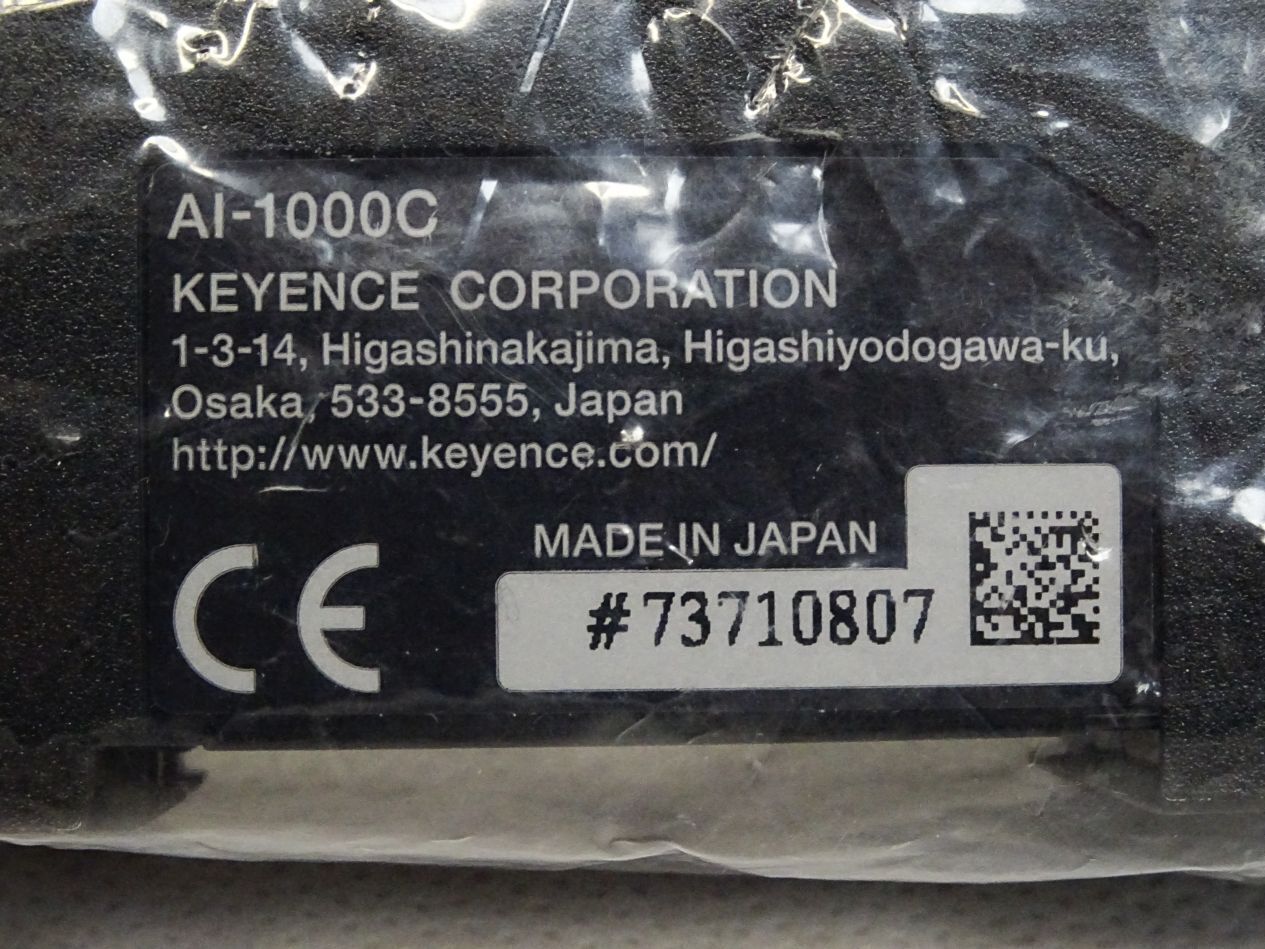 AI-1000C
KEYENCE CORPORATION
1-3-14, Higashinakajima, Higashiyodogawa-ku,
Osaka, 533-8555, Japan
http://www.keyence.com/
MADE IN JAPAN
CE
#73710807